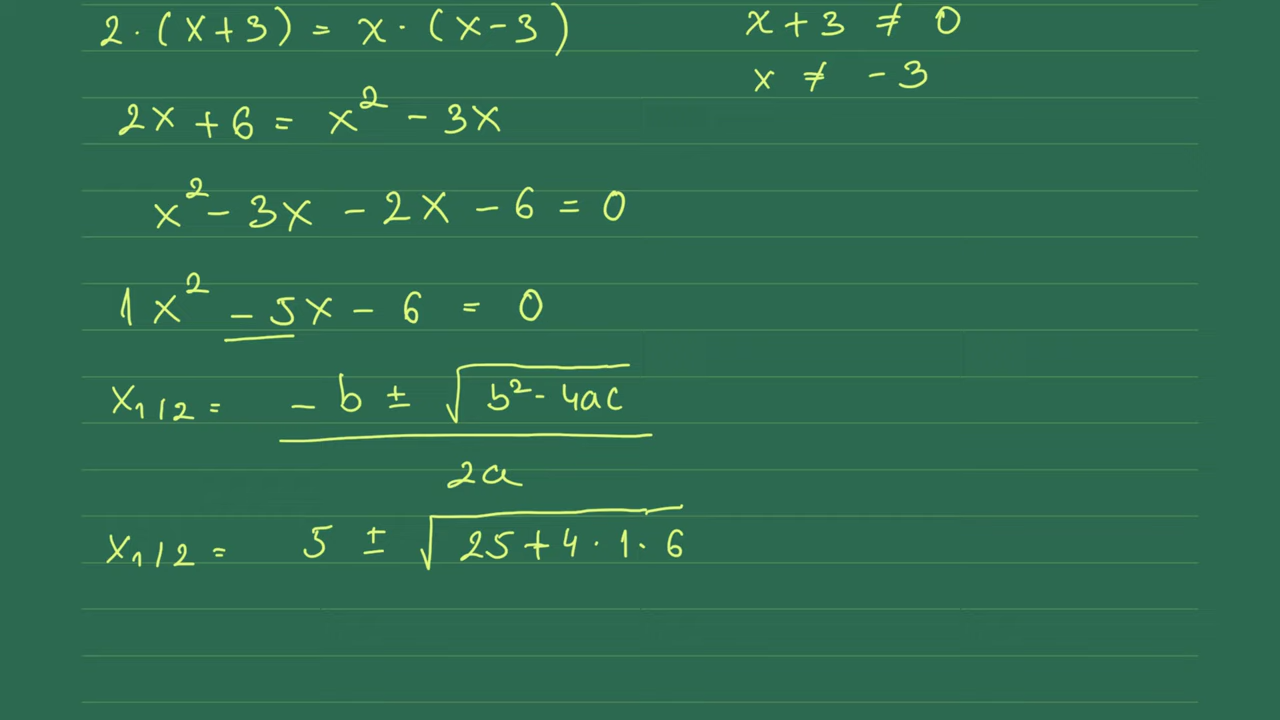 2 · (x + 3) = x · (x - 3)
x + 3 ≠ 0
x ≠ - 3
2x + 6 = x² - 3x
x² - 3x - 2x - 6 = 0
1x² - 5x - 6 = 0
x₁/₂ = - b ± √(b² - 4ac)
2a
x₁/₂ = 5 ± √(25 + 4 · 1 · 6)